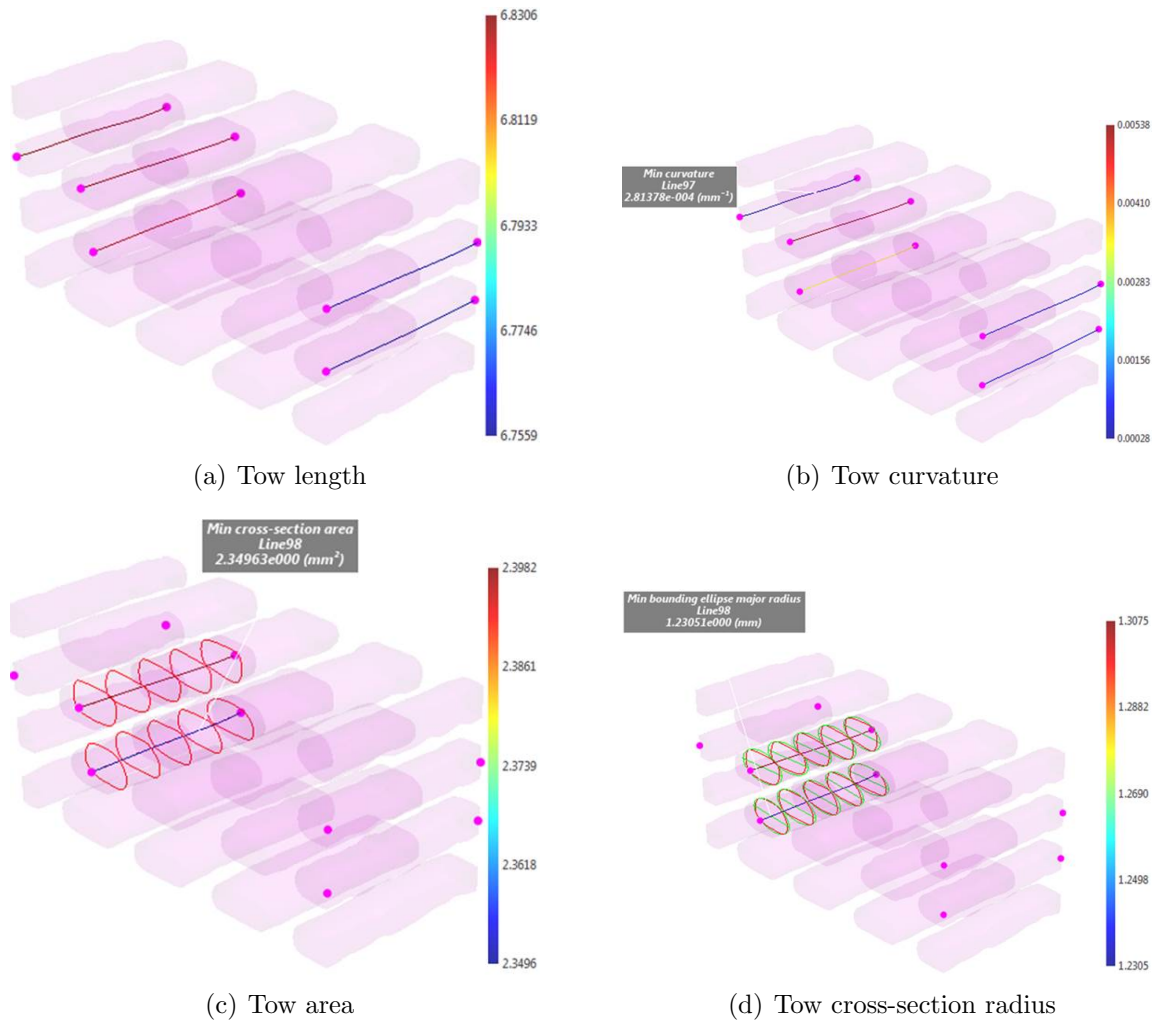 6.8306
6.8119
6.7933
6.7746
6.7559
(a) Tow length
Min curvature
Line97
2.81378e-004 (mm⁻¹)
0.00538
0.00410
0.00283
0.00156
0.00028
(b) Tow curvature
Min cross-section area
Line98
2.34963e000 (mm²)
2.3982
2.3861
2.3739
2.3618
2.3496
(c) Tow area
Min bounding ellipse major radius
Line98
1.23051e000 (mm)
1.3075
1.2882
1.2690
1.2498
1.2305
(d) Tow cross-section radius